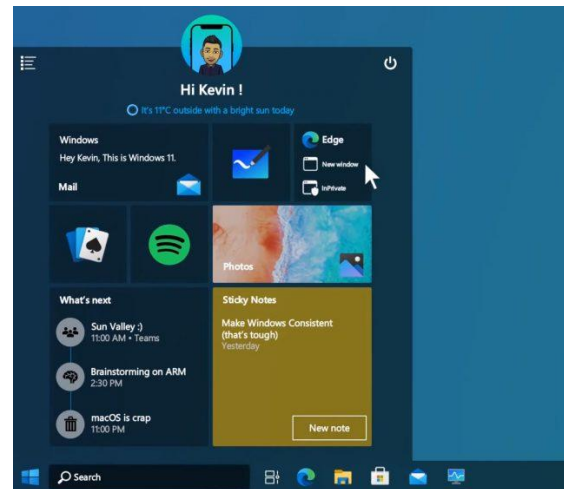 Hi Kevin !
It's 11°C outside with a bright sun today
Windows
Hey Kevin, This is Windows 11.
Mail
Edge
New window
InPrivate
Photos
What's next
Sun Valley :)
11:00 AM • Teams
Brainstorming on ARM
2:30 PM
macOS is crap
11:00 PM
Sticky Notes
Make Windows Consistent
(that's tough)
Yesterday
New note
Search